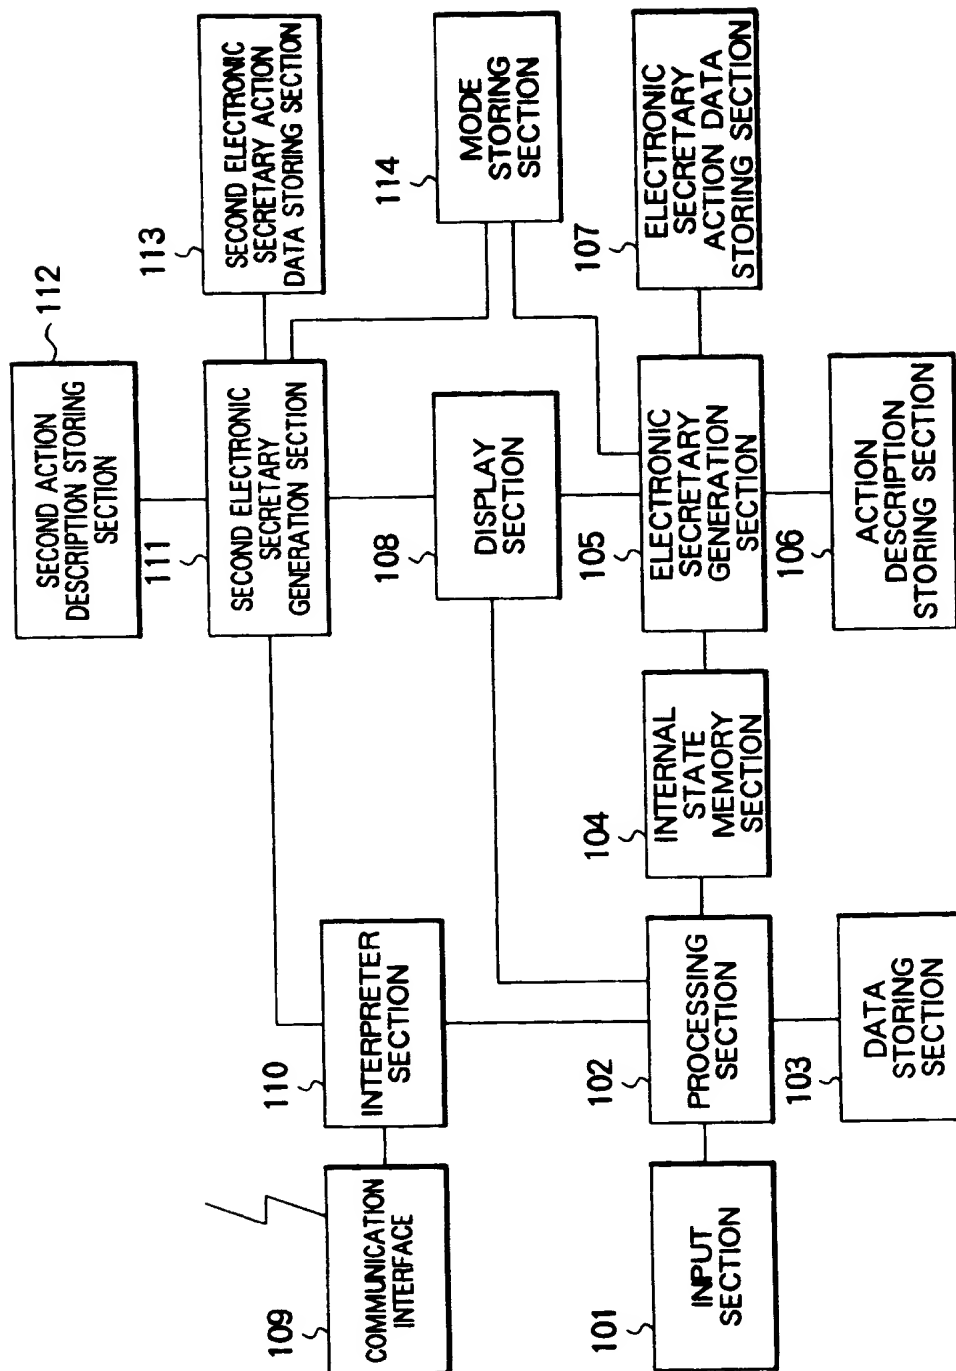 112
SECOND ACTION
DESCRIPTION STORING
SECTION
113
SECOND ELECTRONIC
SECRETARY ACTION
DATA STORING SECTION
111
SECOND ELECTRONIC
SECRETARY
GENERATION SECTION
114
MODE
STORING
SECTION
109
COMMUNICATION
INTERFACE
110
INTERPRETER
SECTION
108
DISPLAY
SECTION
101
INPUT
SECTION
102
PROCESSING
SECTION
104
INTERNAL
STATE
MEMORY
SECTION
105
ELECTRONIC
SECRETARY
GENERATION
SECTION
107
ELECTRONIC
SECRETARY
ACTION DATA
STORING SECTION
103
DATA
STORING
SECTION
106
ACTION
DESCRIPTION
STORING SECTION